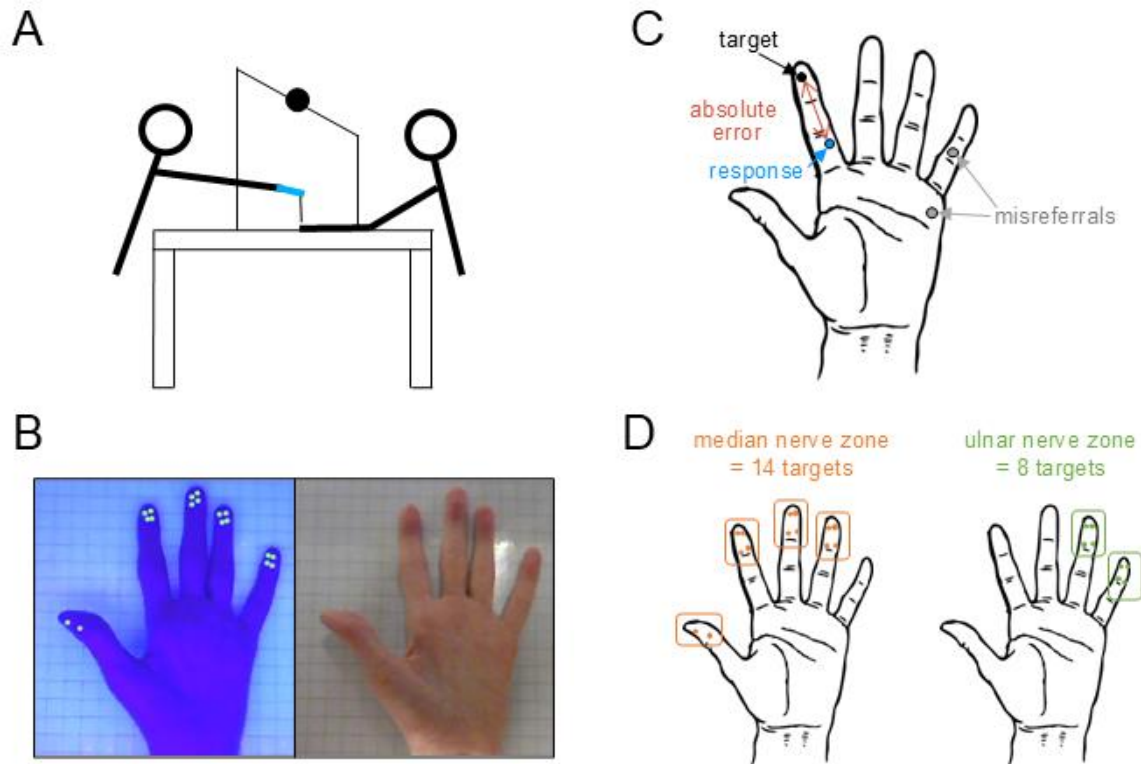 A
C
target
absolute
error
response
misreferrals
B
D
median nerve zone
= 14 targets
ulnar nerve zone
= 8 targets